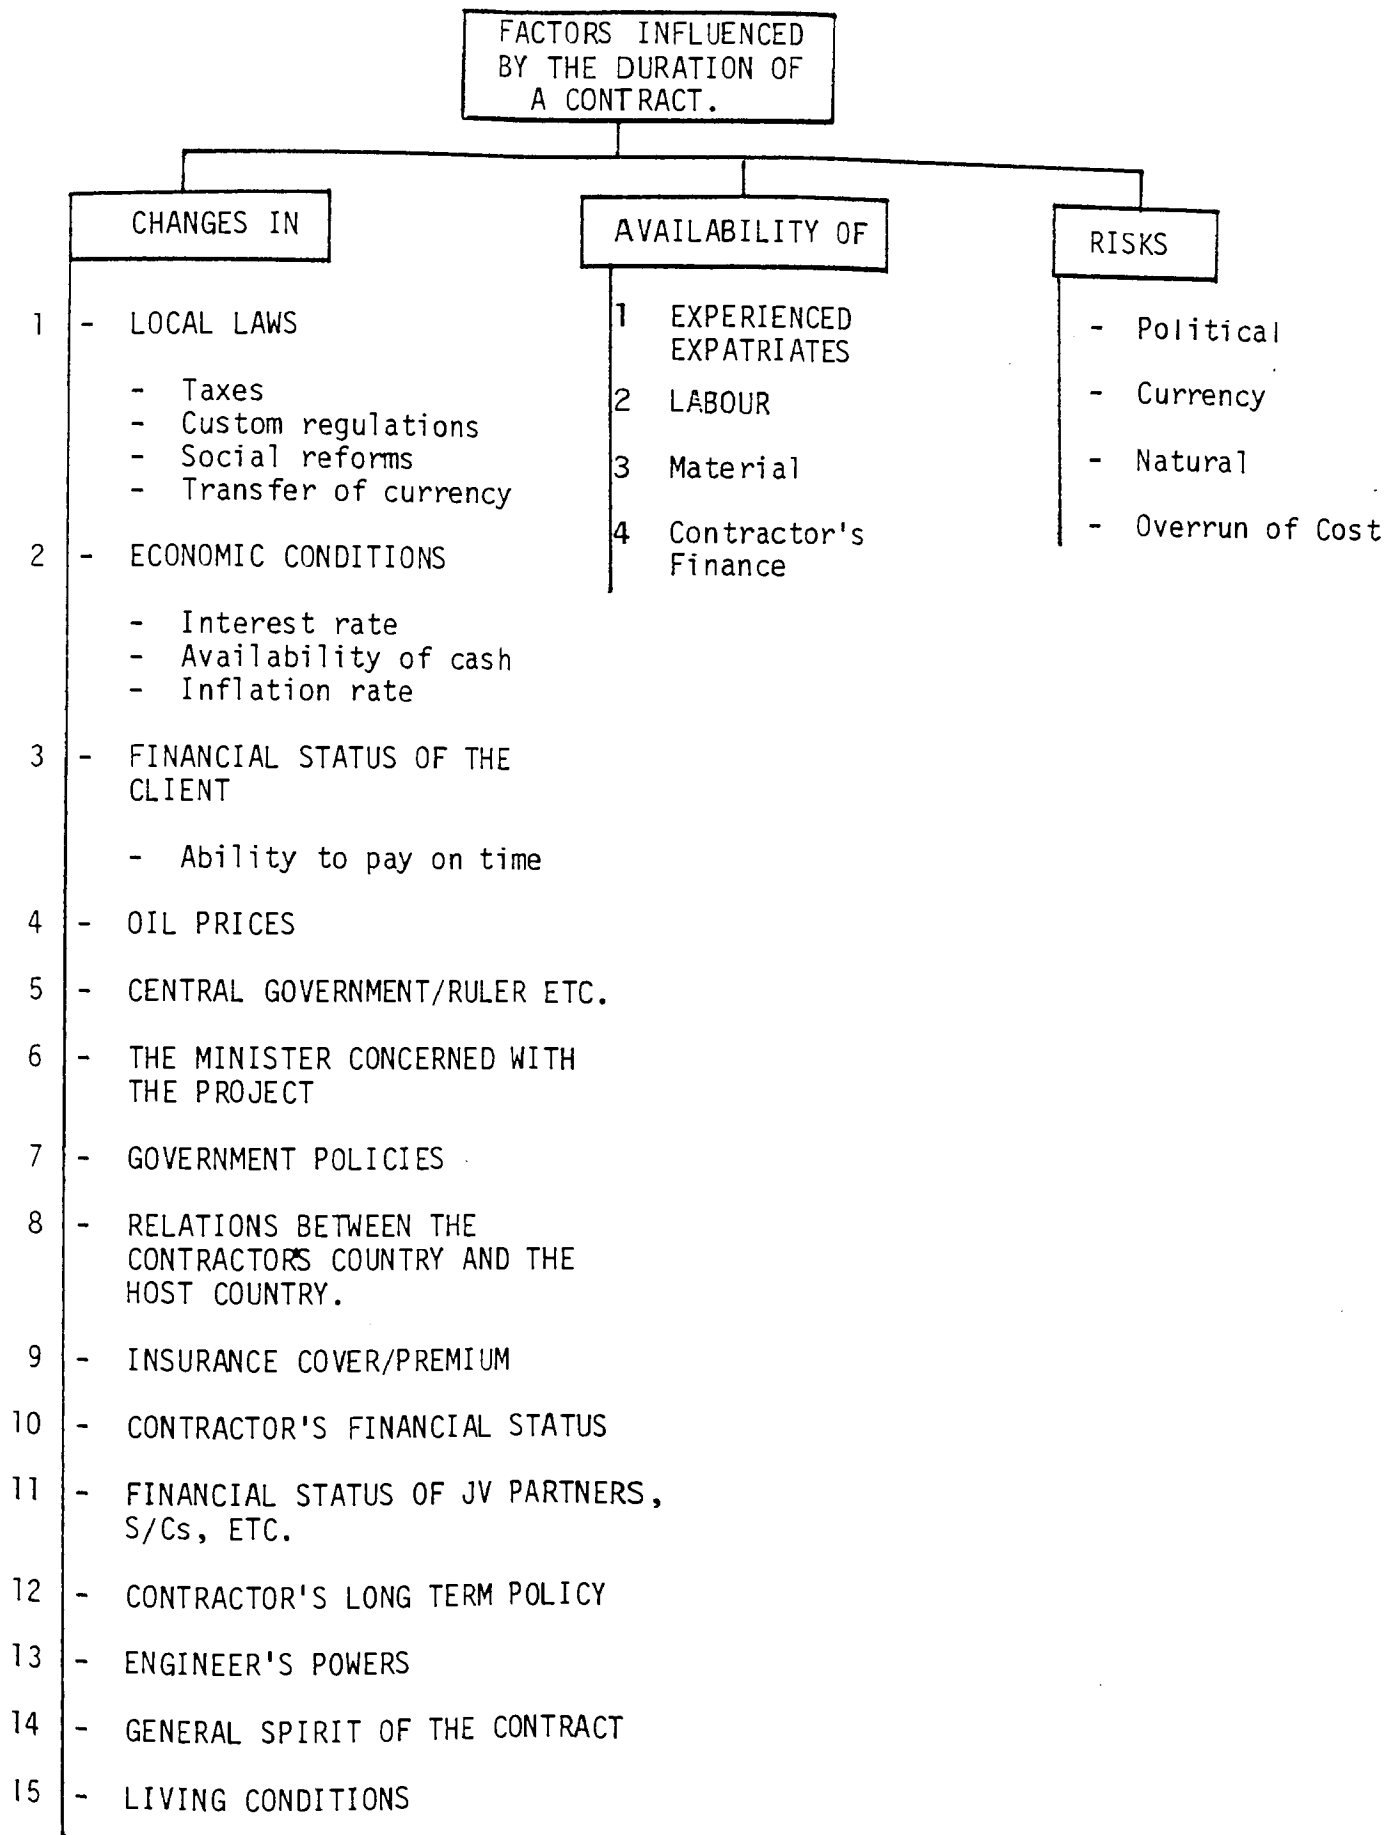 FACTORS INFLUENCED
BY THE DURATION OF
A CONTRACT.
CHANGES IN
1 - LOCAL LAWS
- Taxes
- Custom regulations
- Social reforms
- Transfer of currency
2 - ECONOMIC CONDITIONS
- Interest rate
- Availability of cash
- Inflation rate
3 - FINANCIAL STATUS OF THE
CLIENT
- Ability to pay on time
4 - OIL PRICES
5 - CENTRAL GOVERNMENT/RULER ETC.
6 - THE MINISTER CONCERNED WITH
THE PROJECT
7 - GOVERNMENT POLICIES
8 - RELATIONS BETWEEN THE
CONTRACTOR'S COUNTRY AND THE
HOST COUNTRY.
9 - INSURANCE COVER/PREMIUM
10 - CONTRACTOR'S FINANCIAL STATUS
11 - FINANCIAL STATUS OF JV PARTNERS,
S/Cs, ETC.
12 - CONTRACTOR'S LONG TERM POLICY
13 - ENGINEER'S POWERS
14 - GENERAL SPIRIT OF THE CONTRACT
15 - LIVING CONDITIONS
AVAILABILITY OF
1 EXPERIENCED
EXPATRIATES
2 LABOUR
3 Material
4 Contractor's
Finance
RISKS
- Political
- Currency
- Natural
- Overrun of Cost